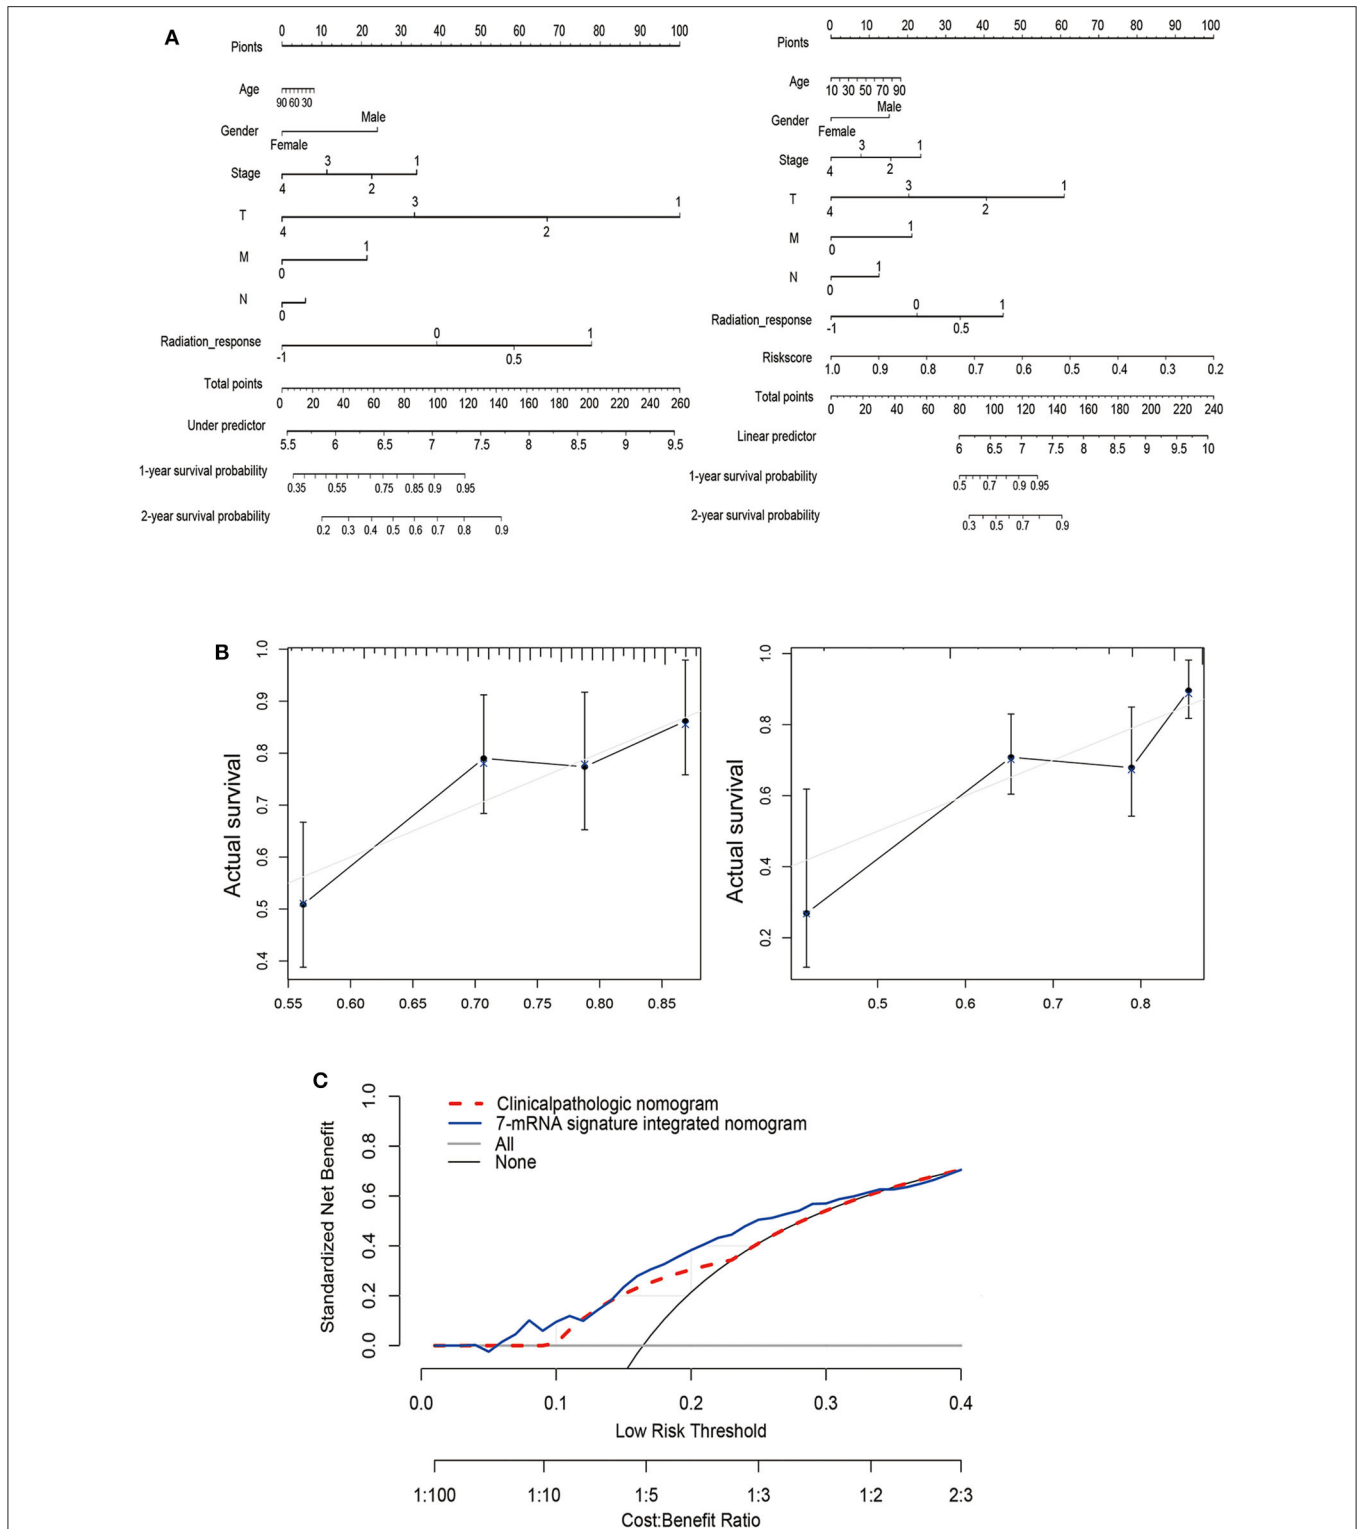 A
Pionts
0 10 20 30 40 50 60 70 80 90 100
Age
90 60 30
Gender
Male
Female
Stage
3 1
4 2
T
3 1
4 2
M
1
0
N
0
Radiation_response
0 1
-1 0.5
Total points
0 20 40 60 80 100 120 140 160 180 200 220 240 260
Under predictor
5.5 6 6.5 7 7.5 8 8.5 9 9.5
1-year survival probability
0.35 0.55 0.75 0.85 0.9 0.95
2-year survival probability
0.2 0.3 0.4 0.5 0.6 0.7 0.8 0.9
Pionts
0 10 20 30 40 50 60 70 80 90 100
Age
10 30 50 70 90
Gender
Male
Female
Stage
3 1
4 2
T
3 1
4 2
M
1
0
N
1
0
Radiation_response
0 1
-1 0.5
Riskscore
1.0 0.9 0.8 0.7 0.6 0.5 0.4 0.3 0.2
Total points
0 20 40 60 80 100 120 140 160 180 200 220 240
Linear predictor
6 6.5 7 7.5 8 8.5 9 9.5 10
1-year survival probability
0.5 0.7 0.9 0.95
2-year survival probability
0.3 0.5 0.7 0.9
B
Actual survival
1.0
0.9
0.8
0.7
0.6
0.5
0.4
0.55 0.60 0.65 0.70 0.75 0.80 0.85
Actual survival
1.0
0.8
0.6
0.4
0.2
0.5 0.6 0.7 0.8
C
Standardized Net Benefit
1.0
0.8
0.6
0.4
0.2
0.0
Clinicalpathologic nomogram
7-mRNA signature integrated nomogram
All
None
0.0 0.1 0.2 0.3 0.4
Low Risk Threshold
1:100 1:10 1:5 1:3 1:2 2:3
Cost:Benefit Ratio